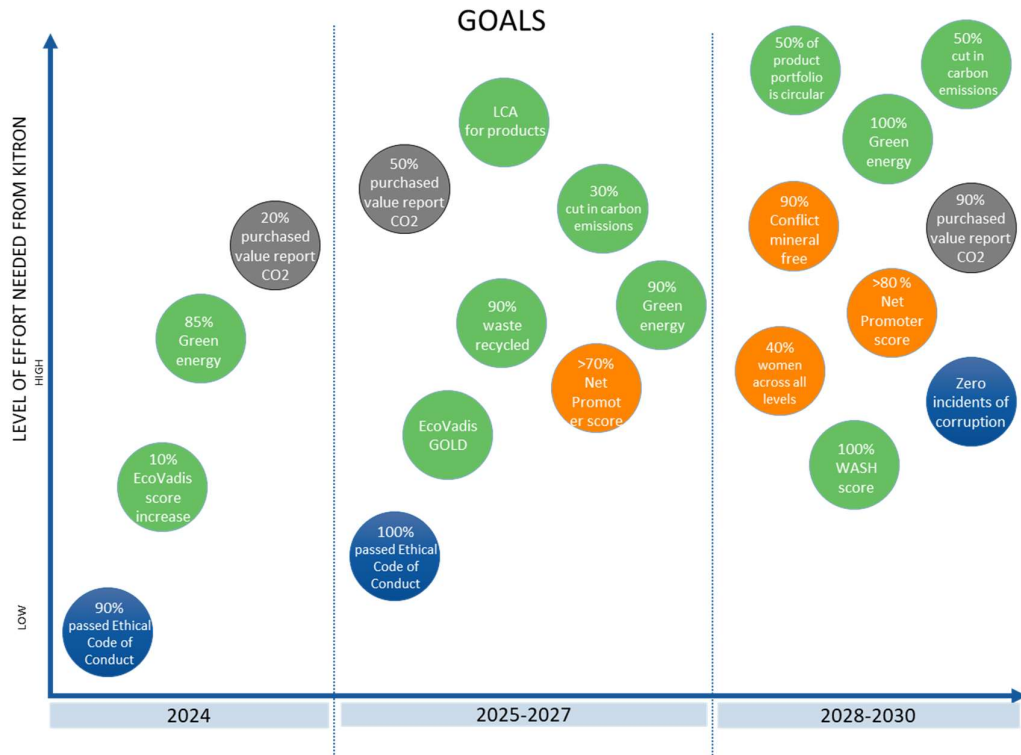 GOALS
LEVEL OF EFFORT NEEDED FROM KITRON
HIGH
LOW
90%
passed Ethical
Code of
Conduct
10%
EcoVadis
score
increase
85%
Green
energy
20%
purchased
value report
CO2
2024
100%
passed Ethical
Code of
Conduct
EcoVadis
GOLD
50%
purchased
value report
CO2
LCA
for products
30%
cut in carbon
emissions
90%
waste
recycled
90%
Green
energy
>70%
Net
Promot
er score
2025-2027
50% of
product
portfolio
is circular
50%
cut in
carbon
emissions
100%
Green
energy
90%
Conflict
mineral
free
90%
purchased
value report
CO2
>80 %
Net
Promoter
score
40%
women
across all
levels
Zero
incidents of
corruption
100%
WASH
score
2028-2030